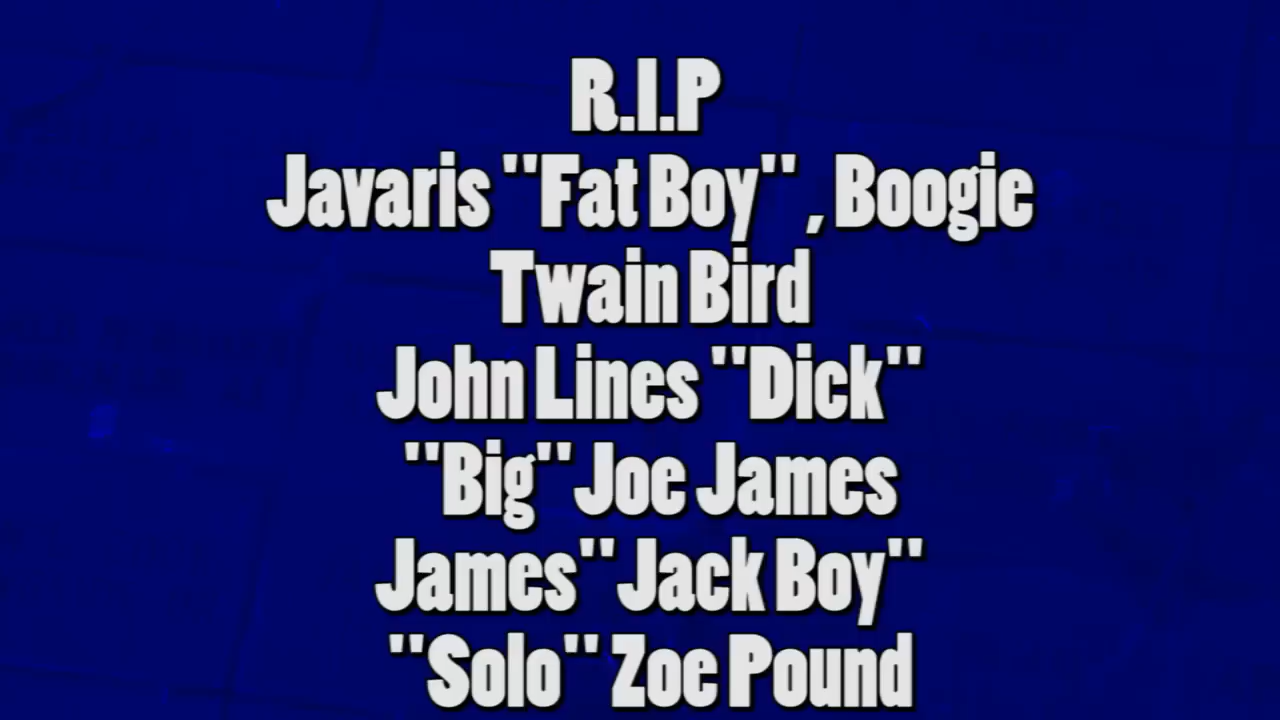 R.I.P
Javaris "Fat Boy" , Boogie
Twain Bird
John Lines "Dick"
"Big" Joe James
James" Jack Boy"
"Solo" Zoe Pound